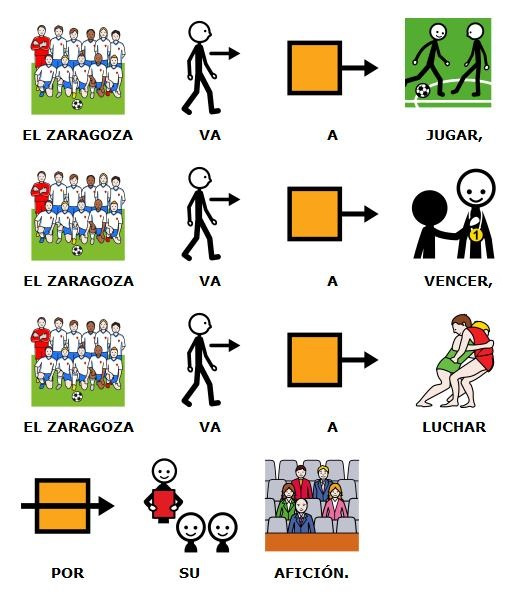 EL ZARAGOZA VA A JUGAR,
EL ZARAGOZA VA A VENCER,
EL ZARAGOZA VA A LUCHAR
POR SU AFICIÓN.